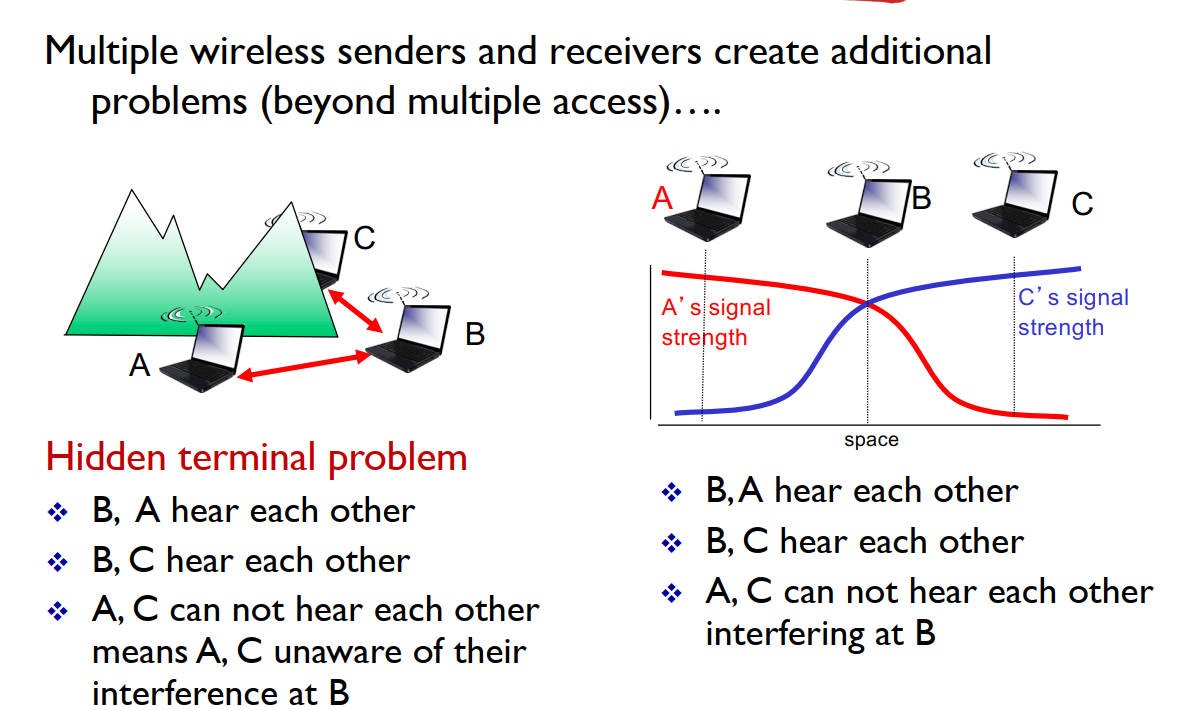 Multiple wireless senders and receivers create additional
problems (beyond multiple access)....
C
B
A
Hidden terminal problem
B, A hear each other
B, C hear each other
A, C can not hear each other
means A, C unaware of their
interference at B
A
B
C
A's signal
strength
C's signal
strength
space
B, A hear each other
B, C hear each other
A, C can not hear each other
interfering at B